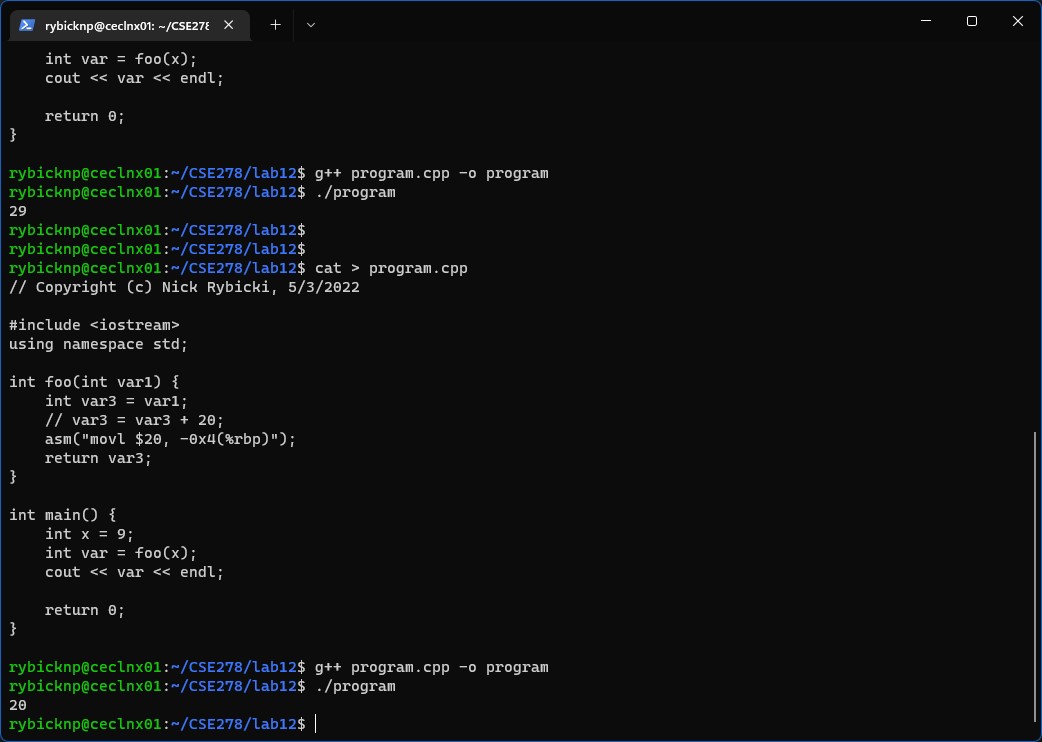 rybicknp@ceclnx01: ~/CSE278
    int var = foo(x);
    cout << var << endl;

    return 0;
}

rybicknp@ceclnx01:~/CSE278/lab12$ g++ program.cpp -o program
rybicknp@ceclnx01:~/CSE278/lab12$ ./program
29
rybicknp@ceclnx01:~/CSE278/lab12$
rybicknp@ceclnx01:~/CSE278/lab12$
rybicknp@ceclnx01:~/CSE278/lab12$ cat > program.cpp
// Copyright (c) Nick Rybicki, 5/3/2022

#include <iostream>
using namespace std;

int foo(int var1) {
    int var3 = var1;
    // var3 = var3 + 20;
    asm("movl $20, -0x4(%rbp)");
    return var3;
}

int main() {
    int x = 9;
    int var = foo(x);
    cout << var << endl;

    return 0;
}

rybicknp@ceclnx01:~/CSE278/lab12$ g++ program.cpp -o program
rybicknp@ceclnx01:~/CSE278/lab12$ ./program
20
rybicknp@ceclnx01:~/CSE278/lab12$